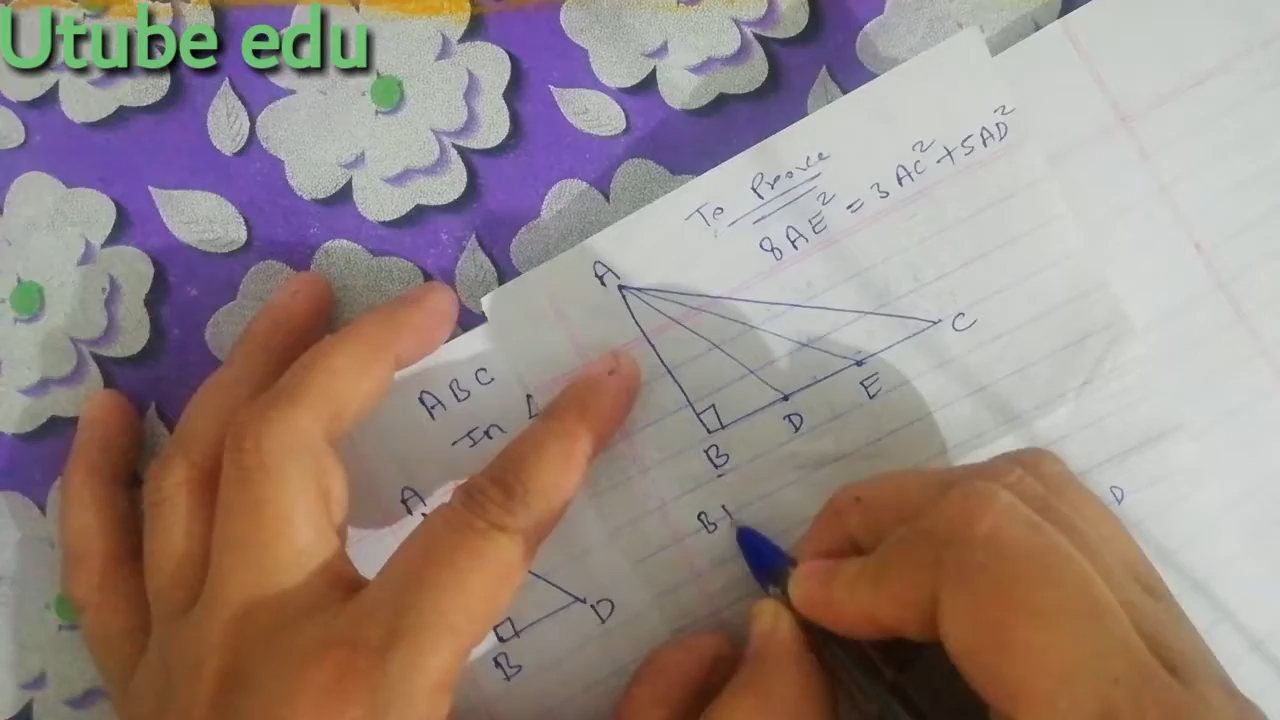 Utube edu
To Prove
8AE² = 3AC² + 5AD²
A
C
E
D
B
ABC
In Δ
A
D
B
B
D